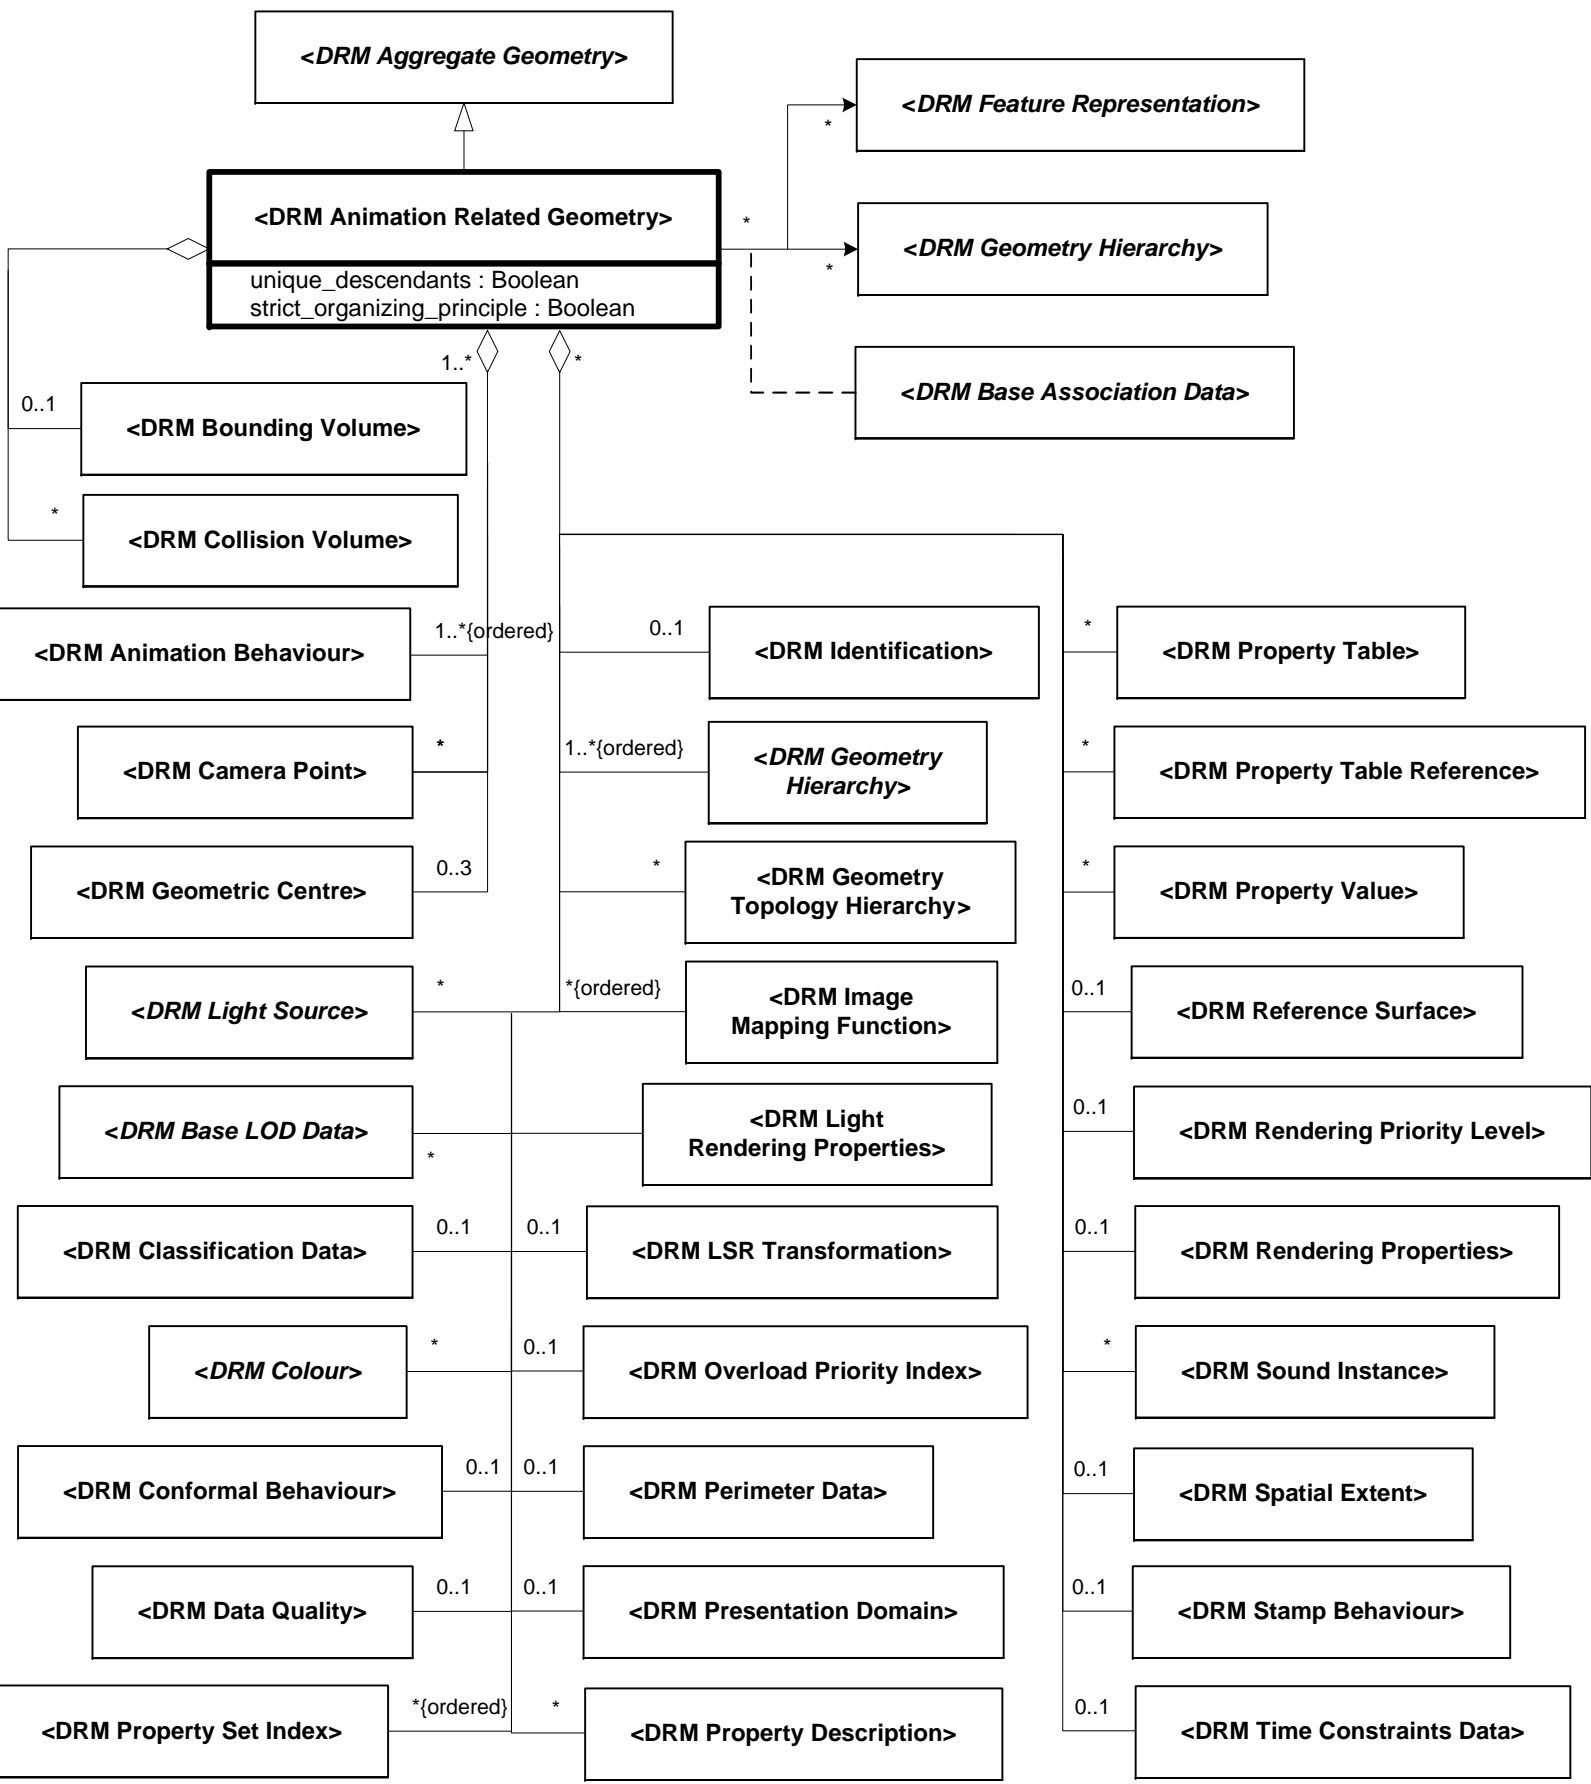 <DRM Aggregate Geometry>
<DRM Feature Representation>
*
<DRM Animation Related Geometry>
*
<DRM Geometry Hierarchy>
*
unique_descendants : Boolean
strict_organizing_principle : Boolean
1..*
*
<DRM Base Association Data>
0..1
<DRM Bounding Volume>
*
<DRM Collision Volume>
<DRM Animation Behaviour>
1..*{ordered}
0..1
<DRM Identification>
*
<DRM Property Table>
<DRM Camera Point>
*
1..*{ordered}
<DRM Geometry
Hierarchy>
*
<DRM Property Table Reference>
<DRM Geometric Centre>
0..3
*
<DRM Geometry
Topology Hierarchy>
*
<DRM Property Value>
<DRM Light Source>
*
*{ordered}
<DRM Image
Mapping Function>
0..1
<DRM Reference Surface>
<DRM Base LOD Data>
*
<DRM Light
Rendering Properties>
0..1
<DRM Rendering Priority Level>
<DRM Classification Data>
0..1
0..1
<DRM LSR Transformation>
0..1
<DRM Rendering Properties>
<DRM Colour>
*
0..1
<DRM Overload Priority Index>
*
<DRM Sound Instance>
<DRM Conformal Behaviour>
0..1
0..1
<DRM Perimeter Data>
0..1
<DRM Spatial Extent>
<DRM Data Quality>
0..1
0..1
<DRM Presentation Domain>
0..1
<DRM Stamp Behaviour>
<DRM Property Set Index>
*{ordered}
*
<DRM Property Description>
0..1
<DRM Time Constraints Data>